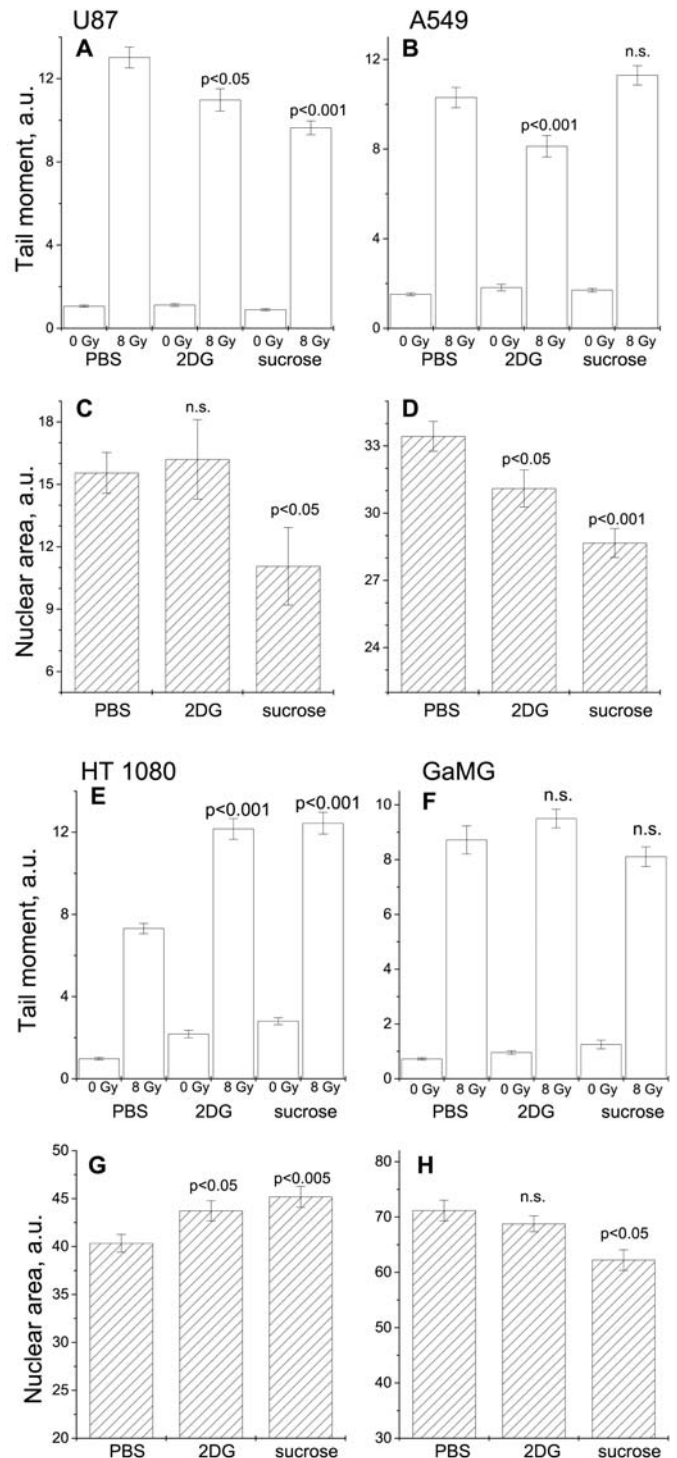 U87
A549
A
p<0.05
p<0.001
Tail moment, a.u.
12
8
4
0
0 Gy 8 Gy 0 Gy 8 Gy 0 Gy 8 Gy
PBS 2DG sucrose
B
n.s.
p<0.001
12
8
4
0
0 Gy 8 Gy 0 Gy 8 Gy 0 Gy 8 Gy
PBS 2DG sucrose
C
n.s.
p<0.05
Nuclear area, a.u.
18
15
11
9
6
PBS 2DG sucrose
D
p<0.05
p<0.001
33
30
27
24
PBS 2DG sucrose
HT 1080
GaMG
E
p<0.001 p<0.001
Tail moment, a.u.
12
8
4
0
0 Gy 8 Gy 0 Gy 8 Gy 0 Gy 8 Gy
PBS 2DG sucrose
F
n.s.
n.s.
10
8
6
4
2
0
0 Gy 8 Gy 0 Gy 8 Gy 0 Gy 8 Gy
PBS 2DG sucrose
G
p<0.05
p<0.005
Nuclear area, a.u.
50
45
40
35
30
25
20
PBS 2DG sucrose
H
n.s.
p<0.05
80
70
60
50
40
30
PBS 2DG sucrose